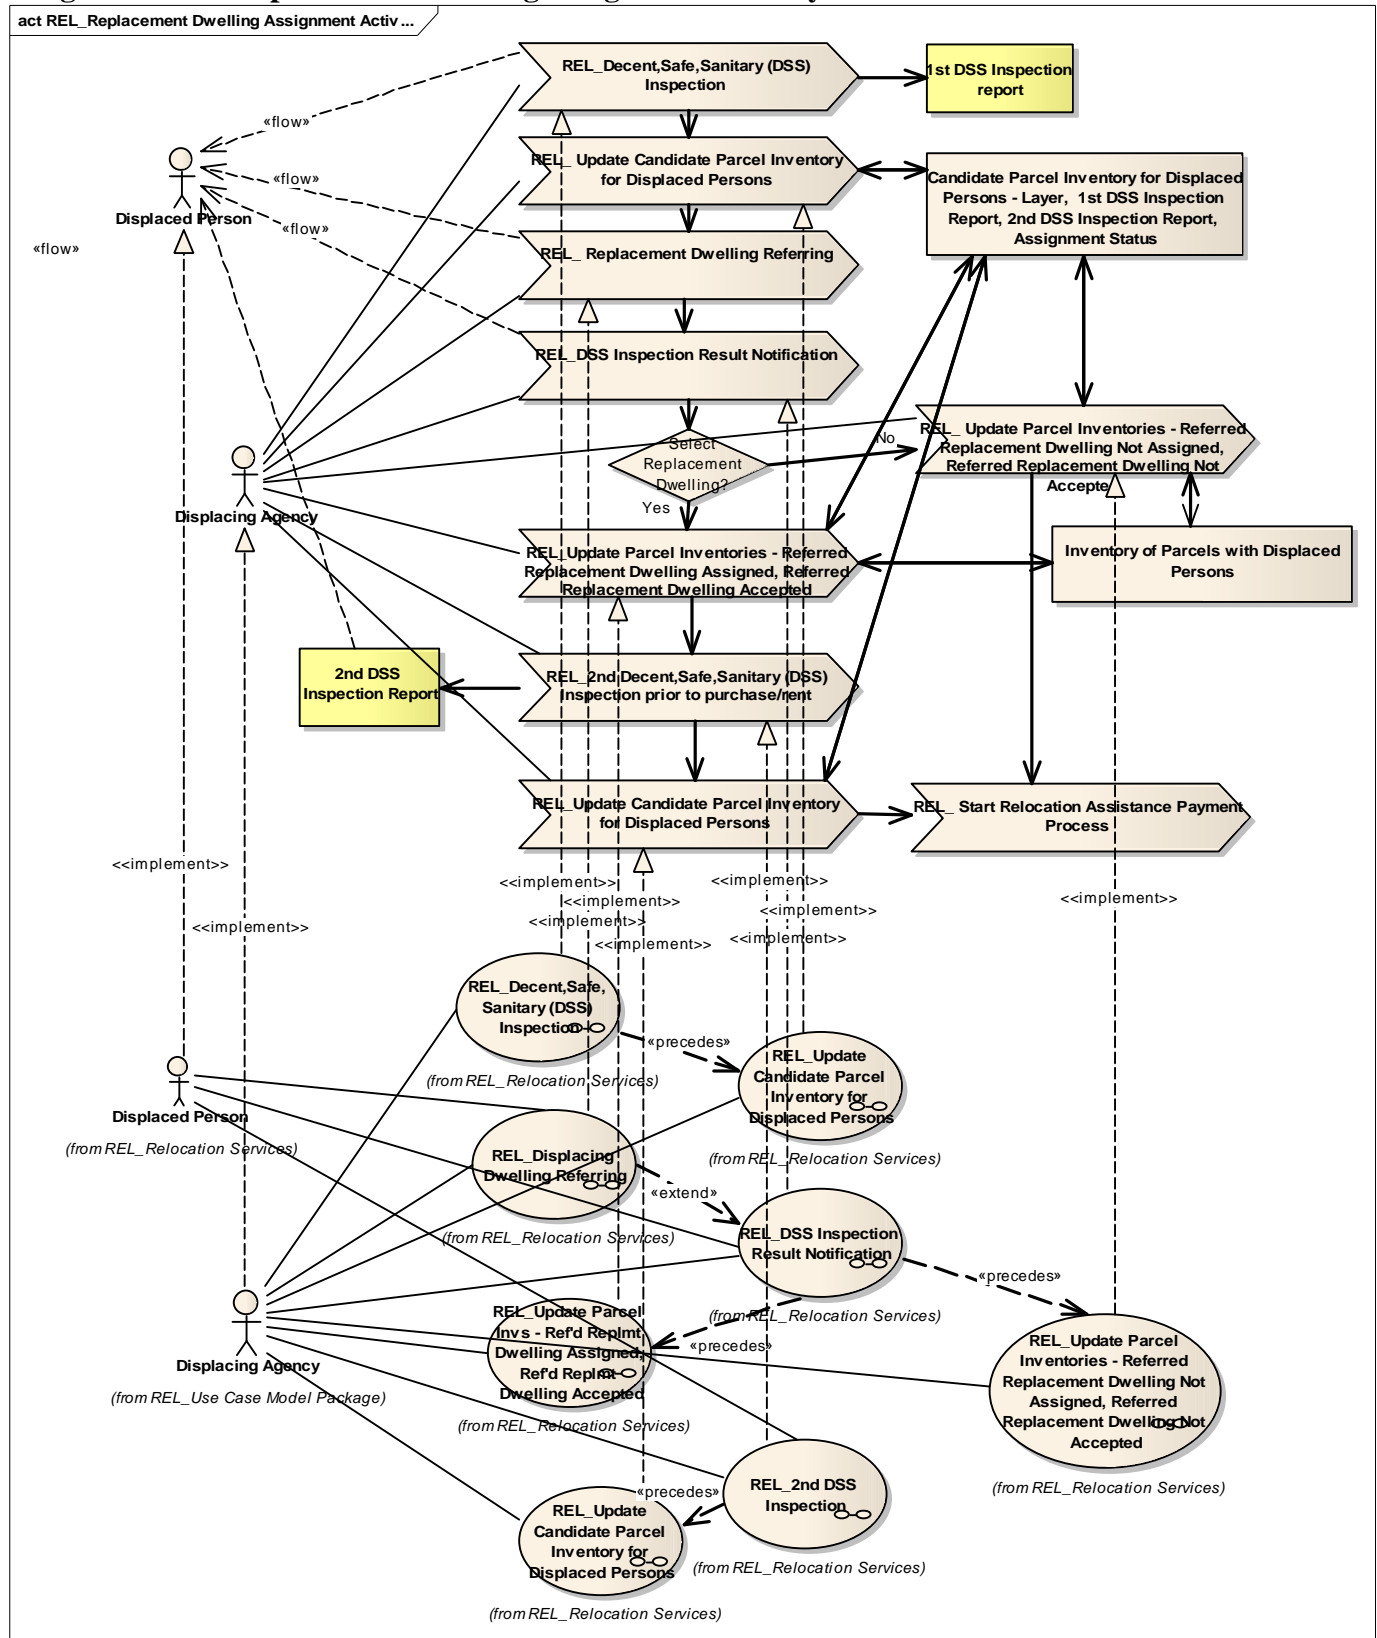 act REL_Replacement Dwelling Assignment Activ...
REL_Decent,Safe,Sanitary (DSS)
Inspection
1st DSS Inspection
report
«flow»
REL_ Update Candidate Parcel Inventory
for Displaced Persons
Candidate Parcel Inventory for Displaced
Persons - Layer, 1st DSS Inspection
Report, 2nd DSS Inspection Report,
Assignment Status
«flow»
Displaced Person
«flow»
«flow»
REL_ Replacement Dwelling Referring
REL_DSS Inspection Result Notification
Select
Replacement
Dwelling?
No
Yes
REL_ Update Parcel Inventories - Referred
Replacement Dwelling Not Assigned,
Referred Replacement Dwelling Not
Accepte
Displacing Agency
REL_Update Parcel Inventories - Referred
Replacement Dwelling Assigned, Referred
Replacement Dwelling Accepted
Inventory of Parcels with Displaced
Persons
2nd DSS
Inspection Report
REL_2nd Decent,Safe,Sanitary (DSS)
Inspection prior to purchase/rent
REL_Update Candidate Parcel Inventory
for Displaced Persons
REL_ Start Relocation Assistance Payment
Process
<<implement>>
<<implement>>
<<implement>>
<<implement>>
<<implement>>
<<implement>>
<<implement>>
<<implement>>
<<implement>>
<<implement>>
REL_Decent,Safe,
Sanitary (DSS)
Inspection
(from REL_Relocation Services)
«precedes»
REL_Update
Candidate Parcel
Inventory for
Displaced Persons
(from REL_Relocation Services)
Displaced Person
(from REL_Relocation Services)
REL_Displacing
Dwelling Referring
(from REL_Relocation Services)
«extend»
REL_DSS Inspection
Result Notification
(from REL_Relocation Services)
«precedes»
«precedes»
Displacing Agency
(from REL_Use Case Model Package)
REL_Update Parcel
Invs - Ref'd Replmt
Dwelling Assigned,
Ref'd Replmt
Dwelling Accepted
(from REL_Relocation Services)
REL_Update Parcel
Inventories - Referred
Replacement Dwelling Not
Assigned, Referred
Replacement Dwelling Not
Accepted
(from REL_Relocation Services)
REL_2nd DSS
Inspection
(from REL_Relocation Services)
«precedes»
REL_Update
Candidate Parcel
Inventory for
Displaced Persons
(from REL_Relocation Services)